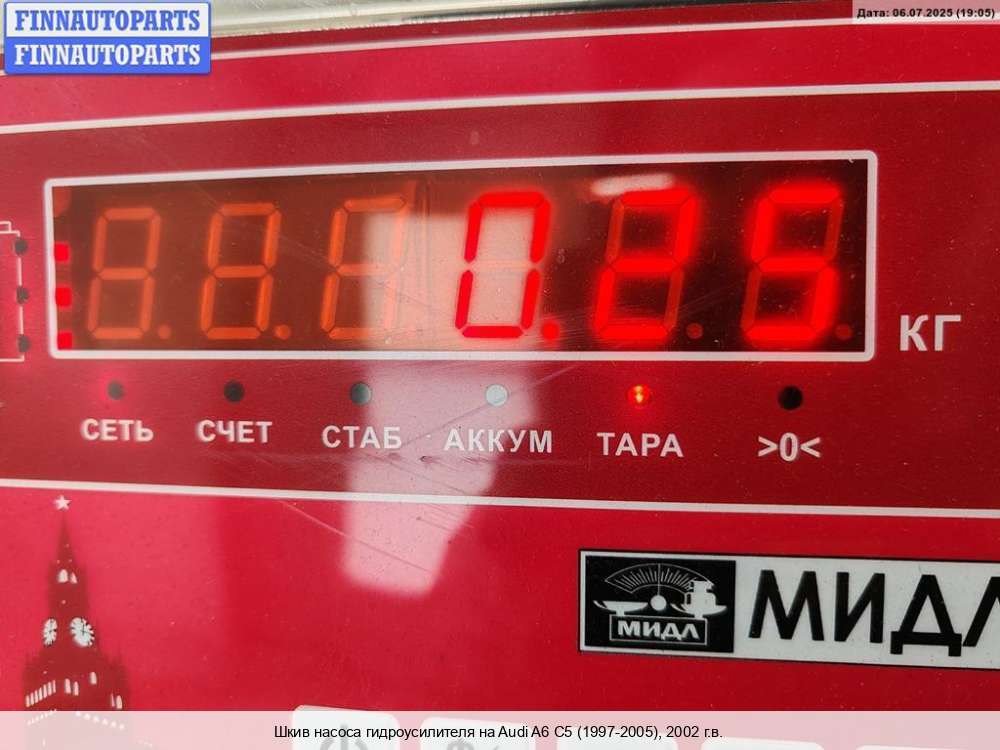 FINNAUTOPARTS
FINNAUTOPARTS
Дата: 06.07.2025 (19:05)
0.25
КГ
СЕТЬ СЧЕТ СТАБ АККУМ ТАРА >0<
МИДЛ МИДЛ
Шкив насоса гидроусилителя на Audi A6 C5 (1997-2005), 2002 г.в.